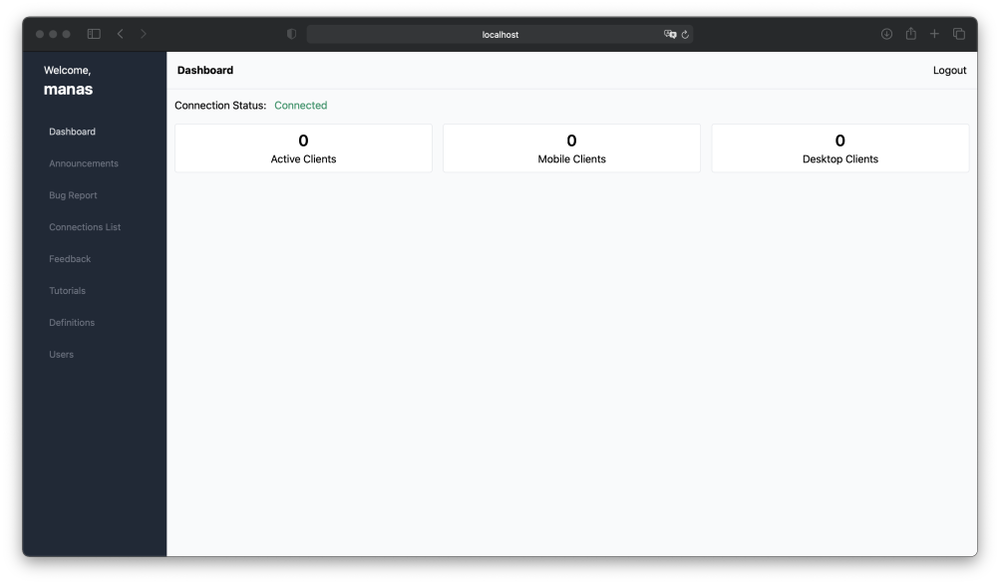 localhost
Welcome,
manas
Dashboard
Announcements
Bug Report
Connections List
Feedback
Tutorials
Definitions
Users
Dashboard
Logout
Connection Status: Connected
0
Active Clients
0
Mobile Clients
0
Desktop Clients